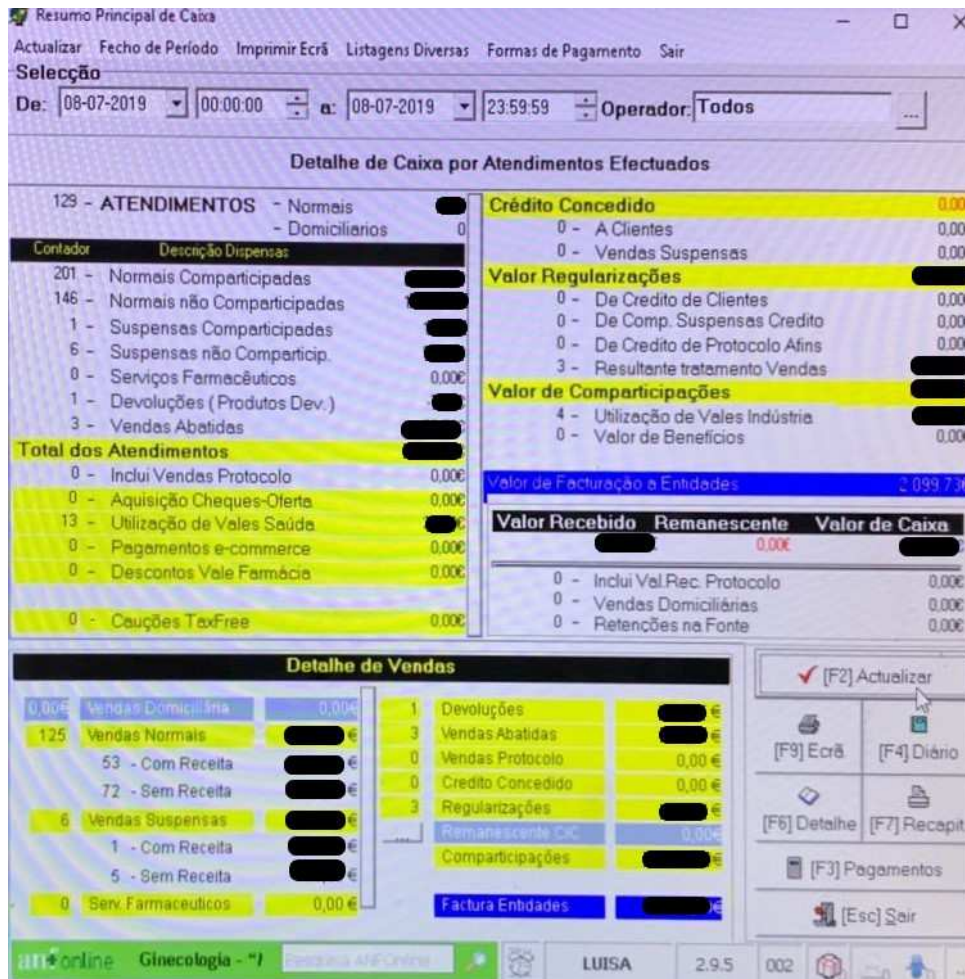 Resumo Principal de Caixa
Actualizar Fecho de Período Imprimir Ecrã Listagens Diversas Formas de Pagamento Sair
Selecção
De: 08-07-2019 00:00:00 a: 08-07-2019 23:59:59 Operador: Todos ...
Detalhe de Caixa por Atendimentos Efectuados
129 - ATENDIMENTOS - Normais
- Domiciliarios 0
Contador Descrição Dispensas
201 - Normais Comparticipadas
146 - Normais não Comparticipadas
1 - Suspensas Comparticipadas
6 - Suspensas não Comparticip.
0 - Serviços Farmacêuticos 0,00€
1 - Devoluções ( Produtos Dev. )
3 - Vendas Abatidas
Total dos Atendimentos
0 - Inclui Vendas Protocolo 0,00€
0 - Aquisição Cheques-Oferta 0,00€
13 - Utilização de Vales Saúde
0 - Pagamentos e-commerce 0,00€
0 - Descontos Vale Farmácia 0,00€
0 - Cauções TaxFree 0,00€
Crédito Concedido 0,00
0 - A Clientes 0,00
0 - Vendas Suspensas 0,00
Valor Regularizações
0 - De Credito de Clientes 0,00
0 - De Comp. Suspensas Credito 0,00
0 - De Credito de Protocolo Afins 0,00
3 - Resultante tratamento Vendas
Valor de Comparticipações
4 - Utilização de Vales Indústria
0 - Valor de Benefícios 0,00
Valor de Facturação a Entidades 2.099,73€
Valor Recebido Remanescente Valor de Caixa
0,00€
0 - Inclui Val.Rec. Protocolo 0,00€
0 - Vendas Domiciliárias 0,00€
0 - Retenções na Fonte 0,00€
Detalhe de Vendas
0,00€ Vendas Domiciliária 0,00€
125 Vendas Normais €
53 - Com Receita €
72 - Sem Receita €
6 Vendas Suspensas €
1 - Com Receita €
5 - Sem Receita €
0 Serv. Farmaceuticos 0,00 €
1 Devoluções €
3 Vendas Abatidas €
0 Vendas Protocolo 0,00 €
0 Credito Concedido 0,00 €
3 Regularizações €
... Remanescente C/C 0,00€
Comparticipações €
Factura Entidades €
[F2] Actualizar
[F9] Ecrã [F4] Diário
[F6] Detalhe [F7] Recapit
[F3] Pagamentos
[Esc] Sair
anfonline Ginecologia - "A Pesquisa ANFOnline LUISA 2.9.5 002